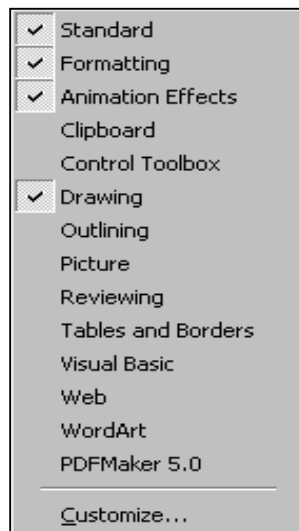 Standard
Formatting
Animation Effects
Clipboard
Control Toolbox
Drawing
Outlining
Picture
Reviewing
Tables and Borders
Visual Basic
Web
WordArt
PDFMaker 5.0
Customize...